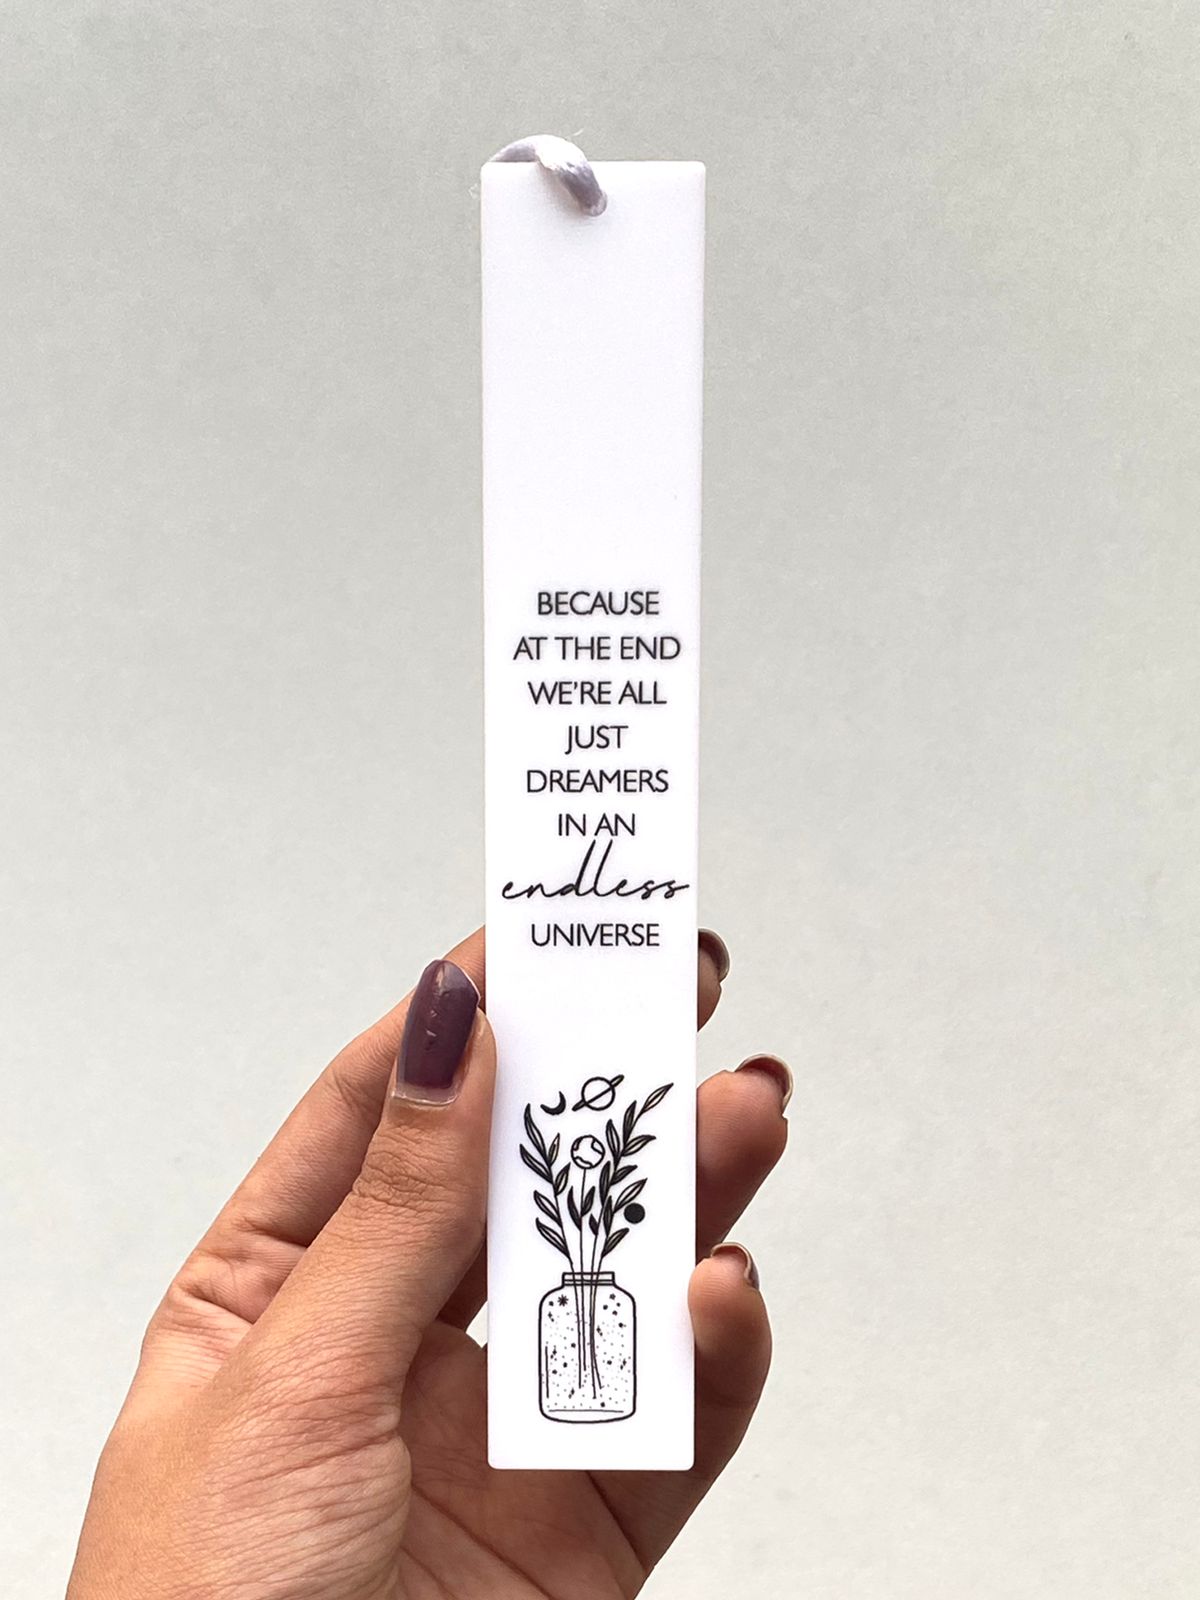 BECAUSE
AT THE END
WE'RE ALL
JUST
DREAMERS
IN AN
endless
UNIVERSE